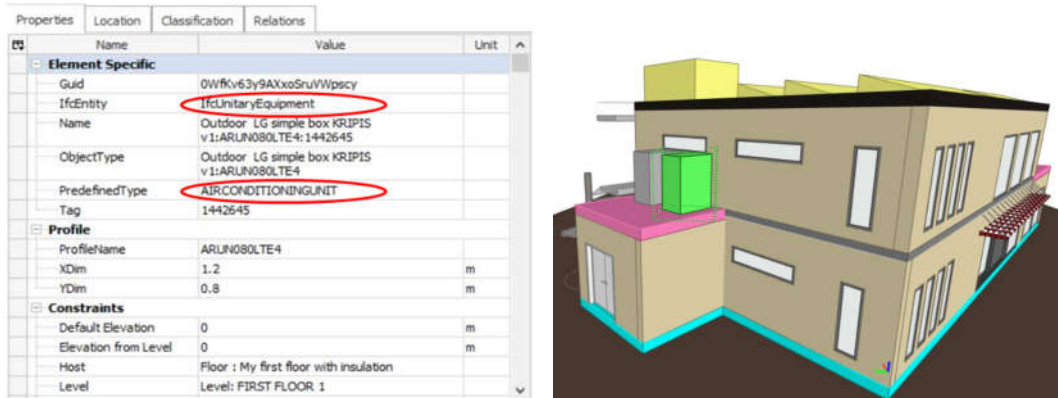 Properties Location Classification Relations
Name Value Unit
Element Specific
Guid 0WfKv63y9AXxoSruVWpscy
IfcEntity IfcUnitaryEquipment
Name Outdoor LG simple box KRIPIS
v1:ARUN080LTE4:1442645
ObjectType Outdoor LG simple box KRIPIS
v1:ARUN080LTE4
PredefinedType AIRCONDITIONINGUNIT
Tag 1442645
Profile
ProfileName ARUN080LTE4
XDim 1.2 m
YDim 0.8 m
Constraints
Default Elevation 0 m
Elevation from Level 0 m
Host Floor : My first floor with insulation
Level Level: FIRST FLOOR 1